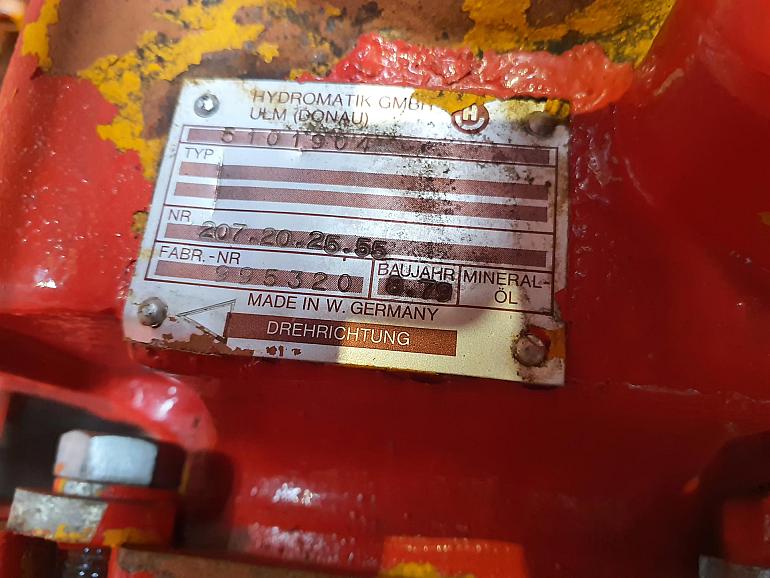 HYDROMATIK GMBH
ULM (DONAU)
H
5101904
TYP
NR.
207.20.25.55
FABR.-NR
995320
BAUJAHR
6.79
MINERAL-
ÖL
MADE IN W. GERMANY
DREHRICHTUNG